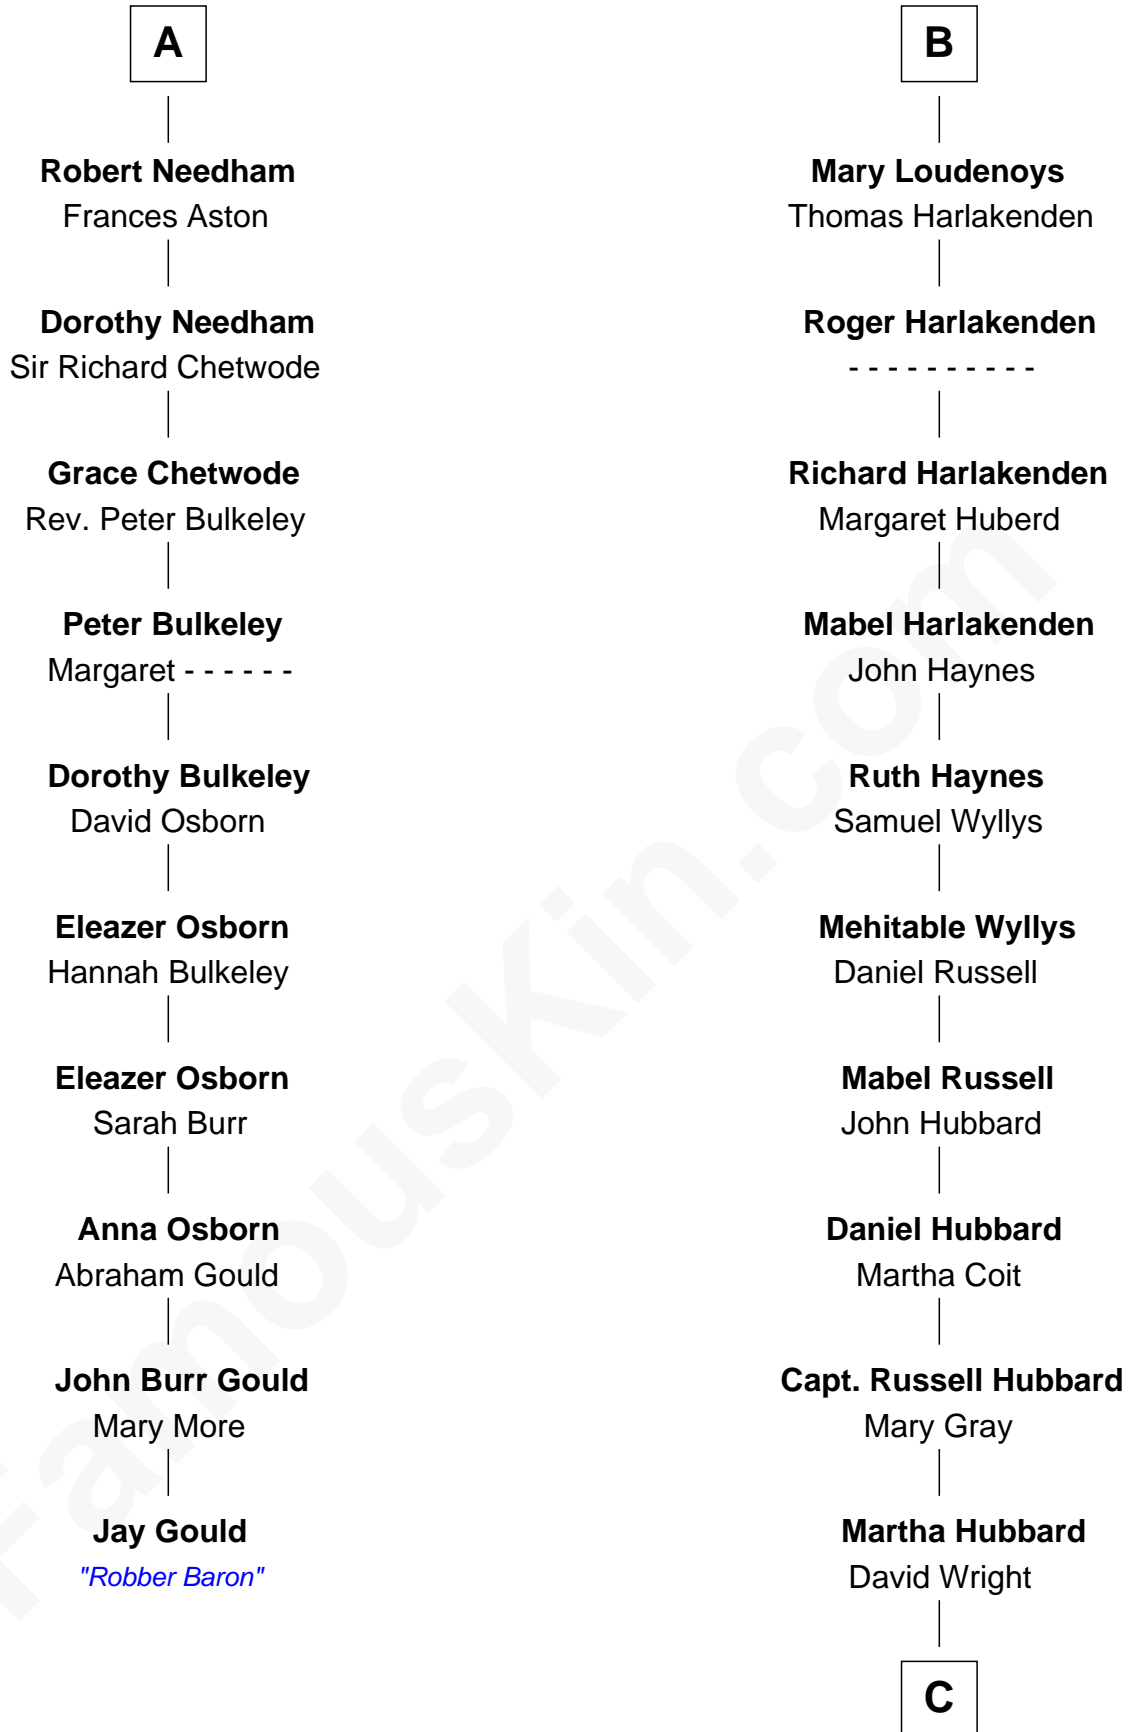 A
Robert Needham
Frances Aston
Dorothy Needham
Sir Richard Chetwode
Grace Chetwode
Rev. Peter Bulkeley
Peter Bulkeley
Margaret - - - - - -
Dorothy Bulkeley
David Osborn
Eleazer Osborn
Hannah Bulkeley
Eleazer Osborn
Sarah Burr
Anna Osborn
Abraham Gould
John Burr Gould
Mary More
Jay Gould
"Robber Baron"
B
Mary Loudenoys
Thomas Harlakenden
Roger Harlakenden
- - - - - - - - - -
Richard Harlakenden
Margaret Huberd
Mabel Harlakenden
John Haynes
Ruth Haynes
Samuel Wyllys
Mehitable Wyllys
Daniel Russell
Mabel Russell
John Hubbard
Daniel Hubbard
Martha Coit
Capt. Russell Hubbard
Mary Gray
Martha Hubbard
David Wright
C
FamousKin.com